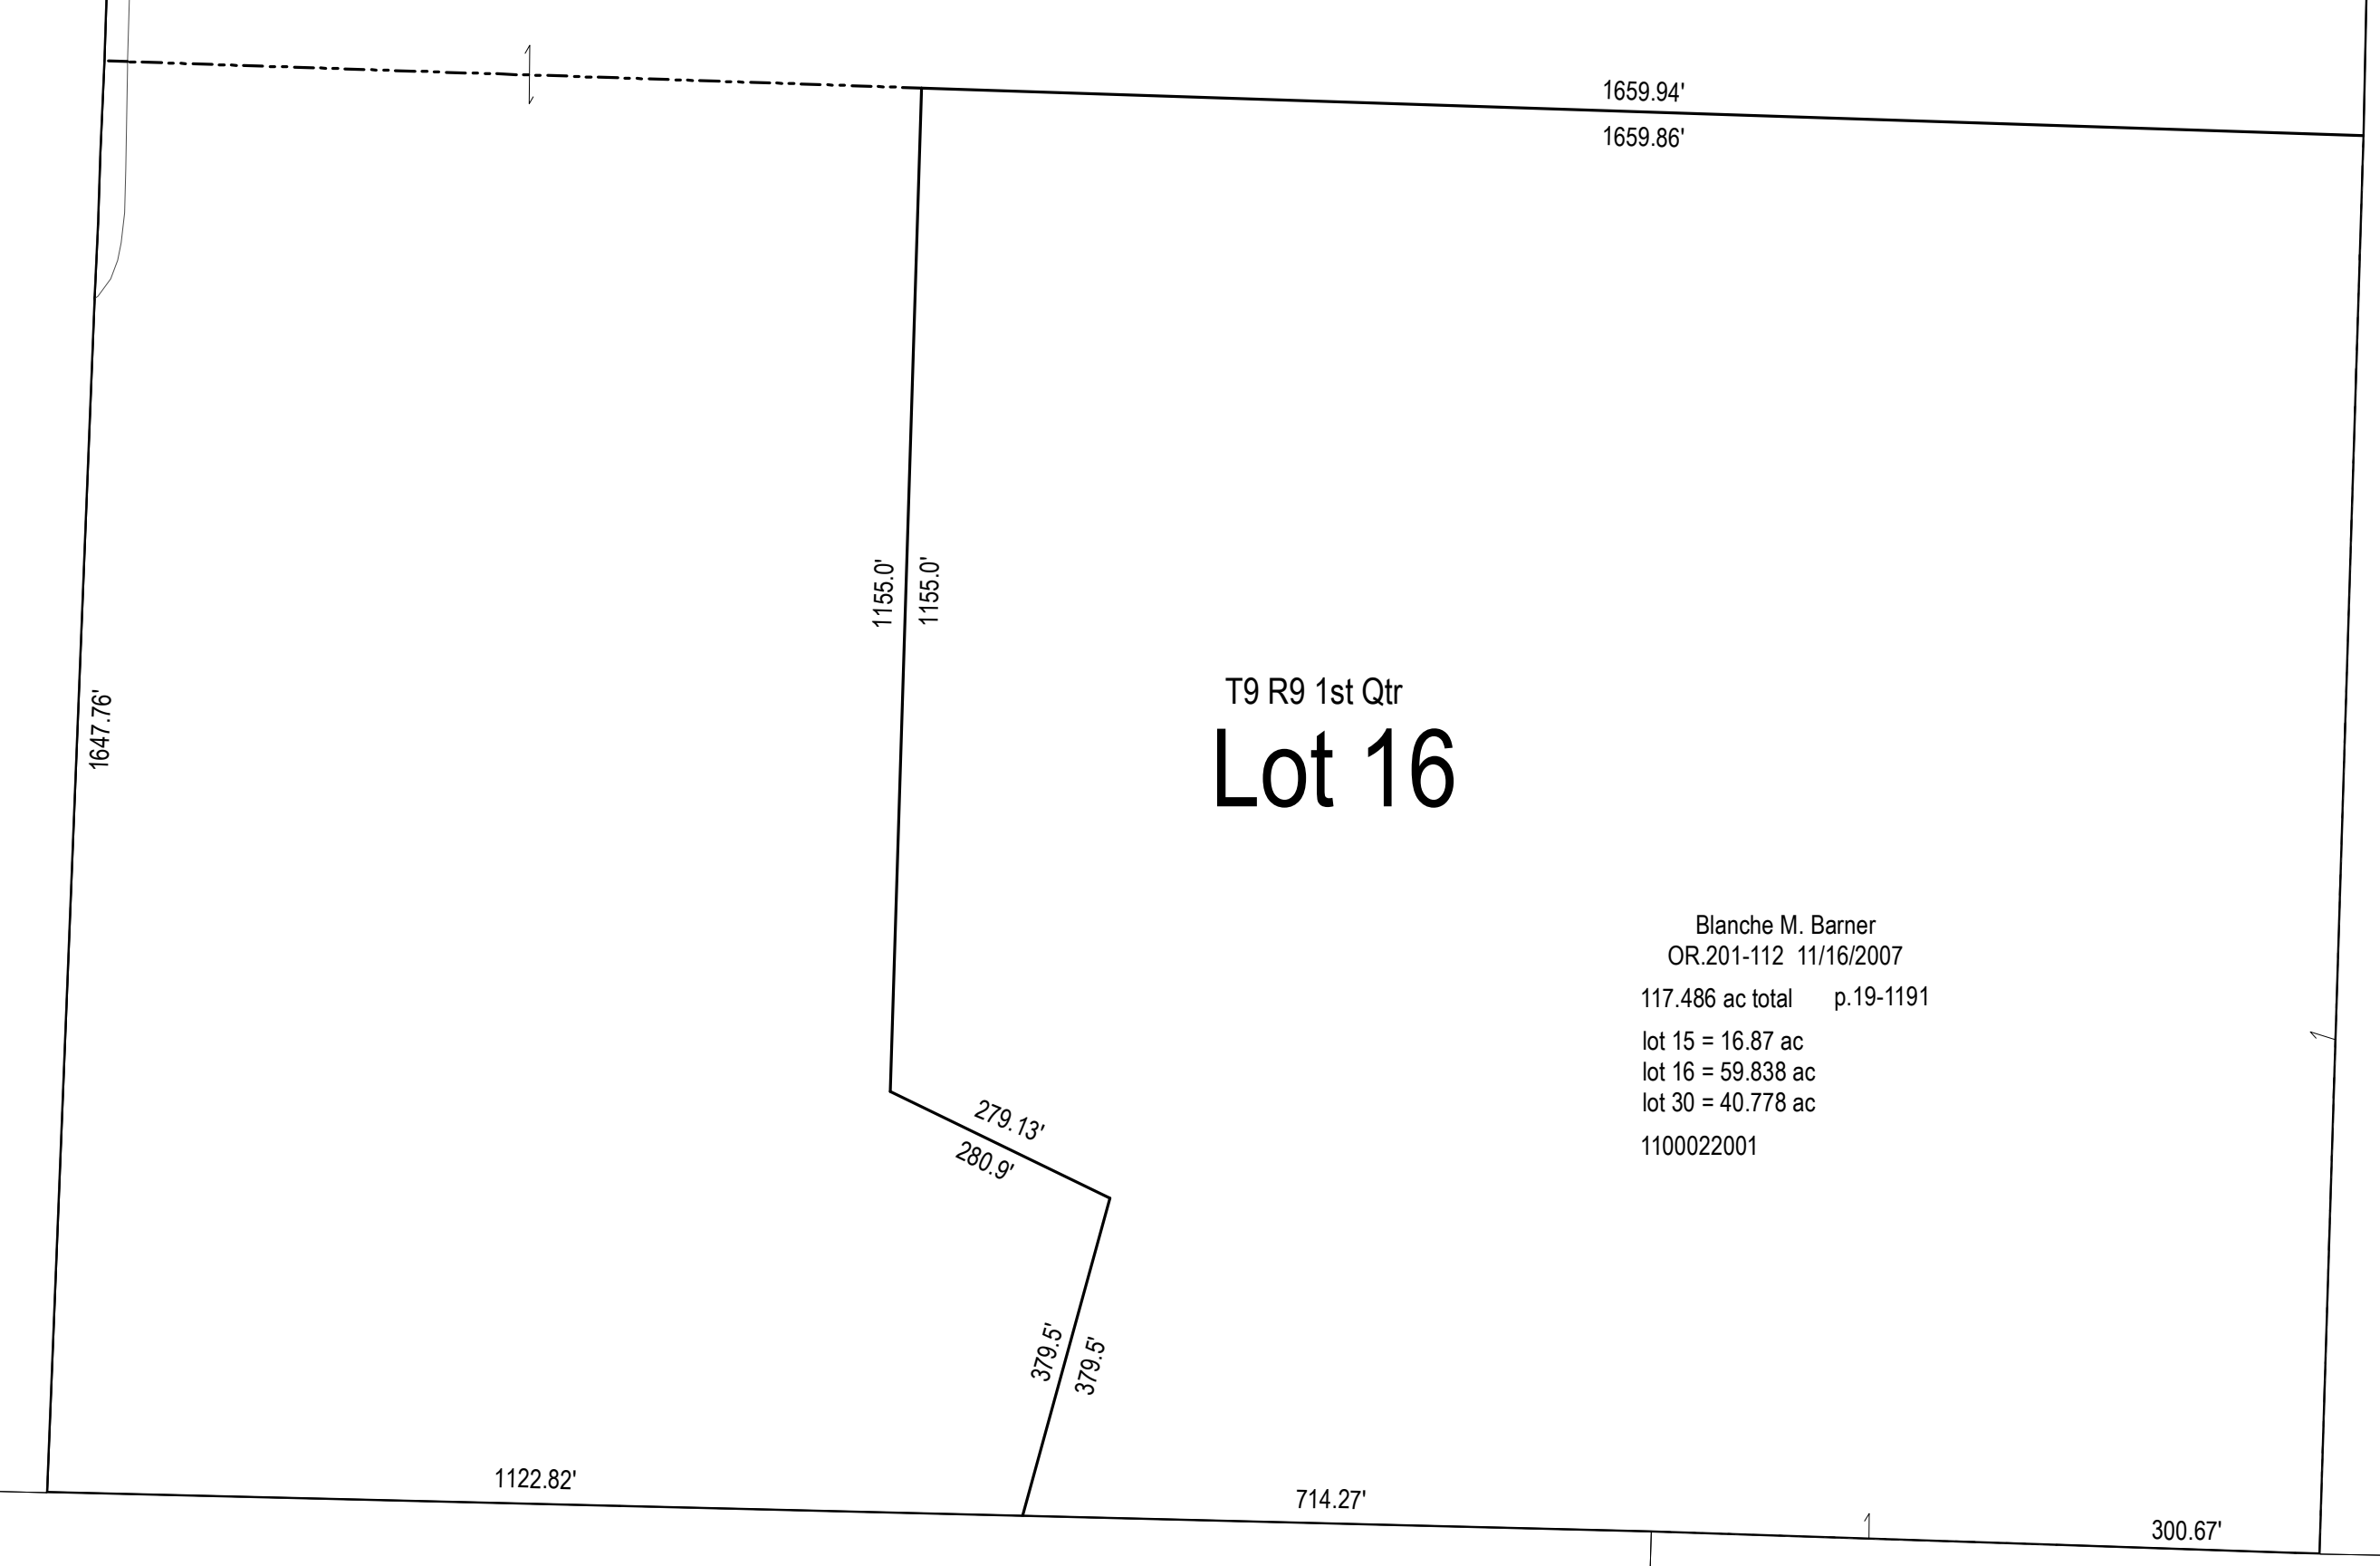 1659.94'
1659.86'
1155.0'
1155.0'
T9 R9 1st Qtr
Lot 16
1647.76'
Blanche M. Barner
OR.201-112 11/16/2007
117.486 ac total p.19-1191
lot 15 = 16.87 ac
lot 16 = 59.838 ac
lot 30 = 40.778 ac
1100022001
279.13'
280.9'
379.5'
379.5'
1122.82'
714.27'
300.67'